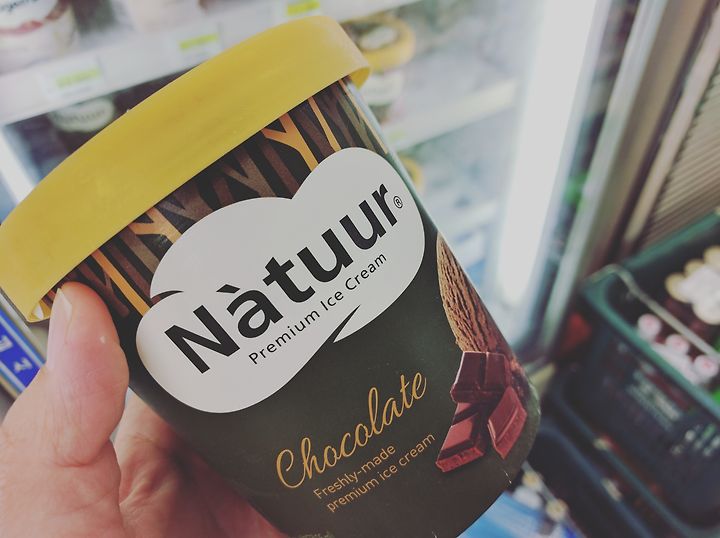 Nàtuur®
Premium Ice Cream
Chocolate
Freshly-made
premium ice cream